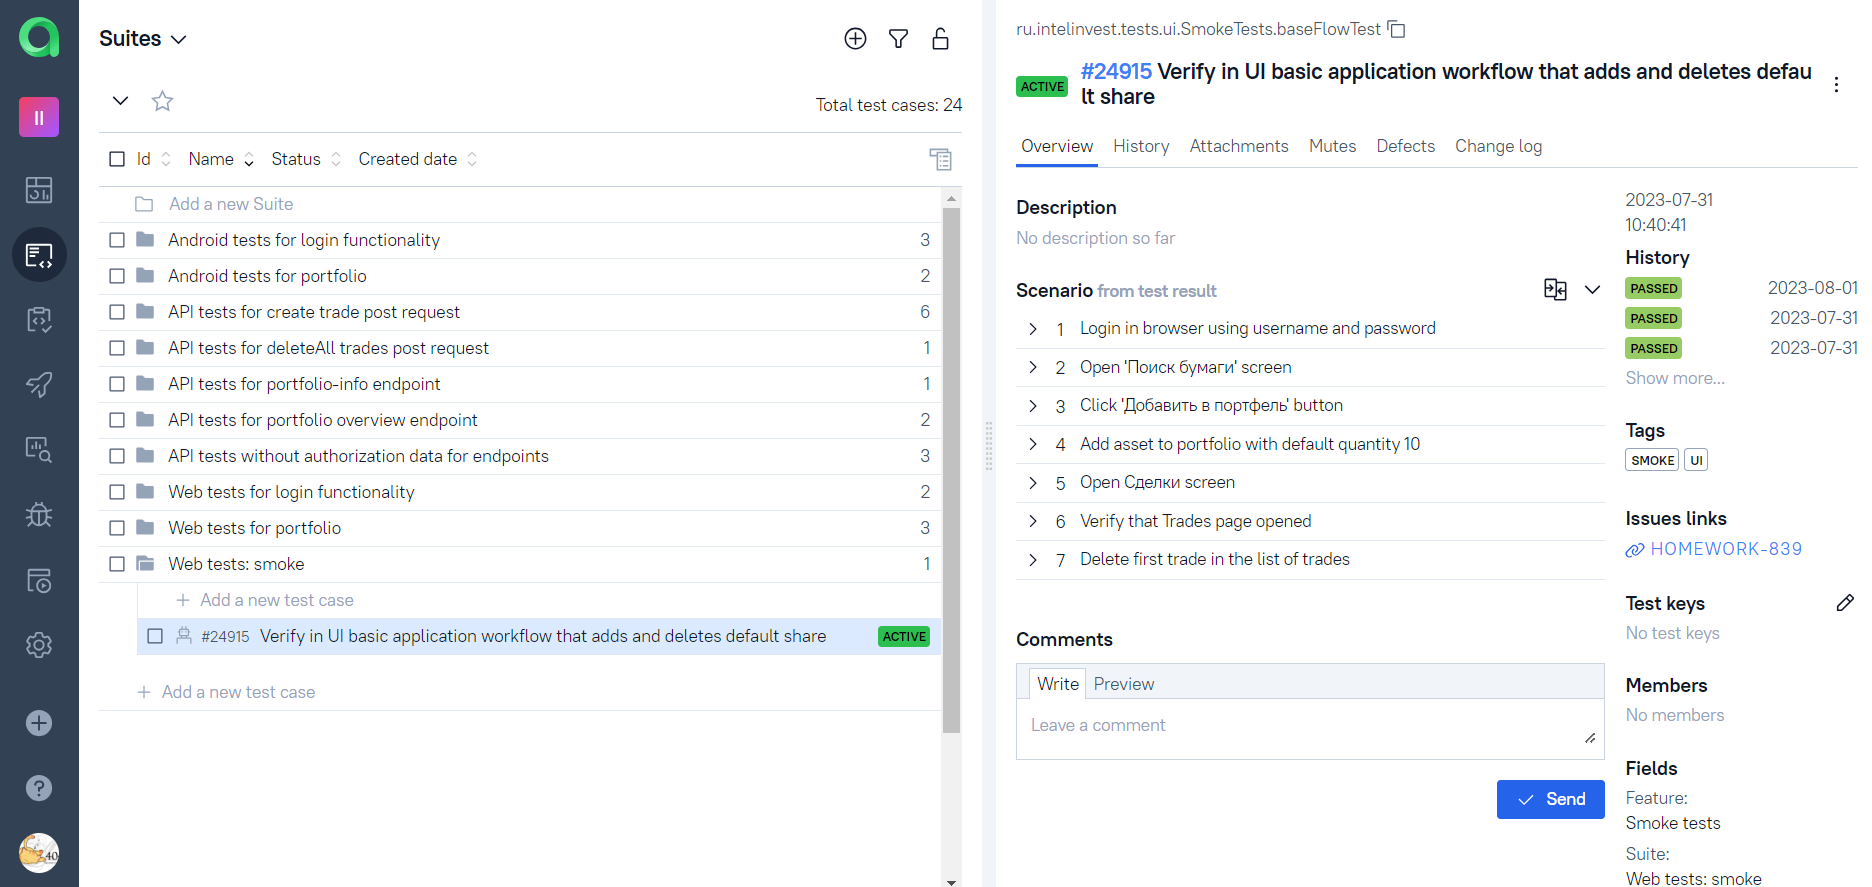 Suites
Total test cases: 24
Id Name Status Created date
Add a new Suite
Android tests for login functionality 3
Android tests for portfolio 2
API tests for create trade post request 6
API tests for deleteAll trades post request 1
API tests for portfolio-info endpoint 1
API tests for portfolio overview endpoint 2
API tests without authorization data for endpoints 3
Web tests for login functionality 2
Web tests for portfolio 3
Web tests: smoke 1
Add a new test case
#24915 Verify in UI basic application workflow that adds and deletes default share ACTIVE
Add a new test case
II
40
ru.intelinvest.tests.ui.SmokeTests.baseFlowTest
ACTIVE #24915 Verify in UI basic application workflow that adds and deletes defau
lt share
Overview History Attachments Mutes Defects Change log
Description
No description so far
Scenario from test result
1 Login in browser using username and password
2 Open 'Поиск бумаги' screen
3 Click 'Добавить в портфель' button
4 Add asset to portfolio with default quantity 10
5 Open Сделки screen
6 Verify that Trades page opened
7 Delete first trade in the list of trades
Comments
Write Preview
Leave a comment
Send
2023-07-31
10:40:41
History
PASSED 2023-08-01
PASSED 2023-07-31
PASSED 2023-07-31
Show more...
Tags
SMOKE UI
Issues links
HOMEWORK-839
Test keys
No test keys
Members
No members
Fields
Feature:
Smoke tests
Suite:
Web tests: smoke